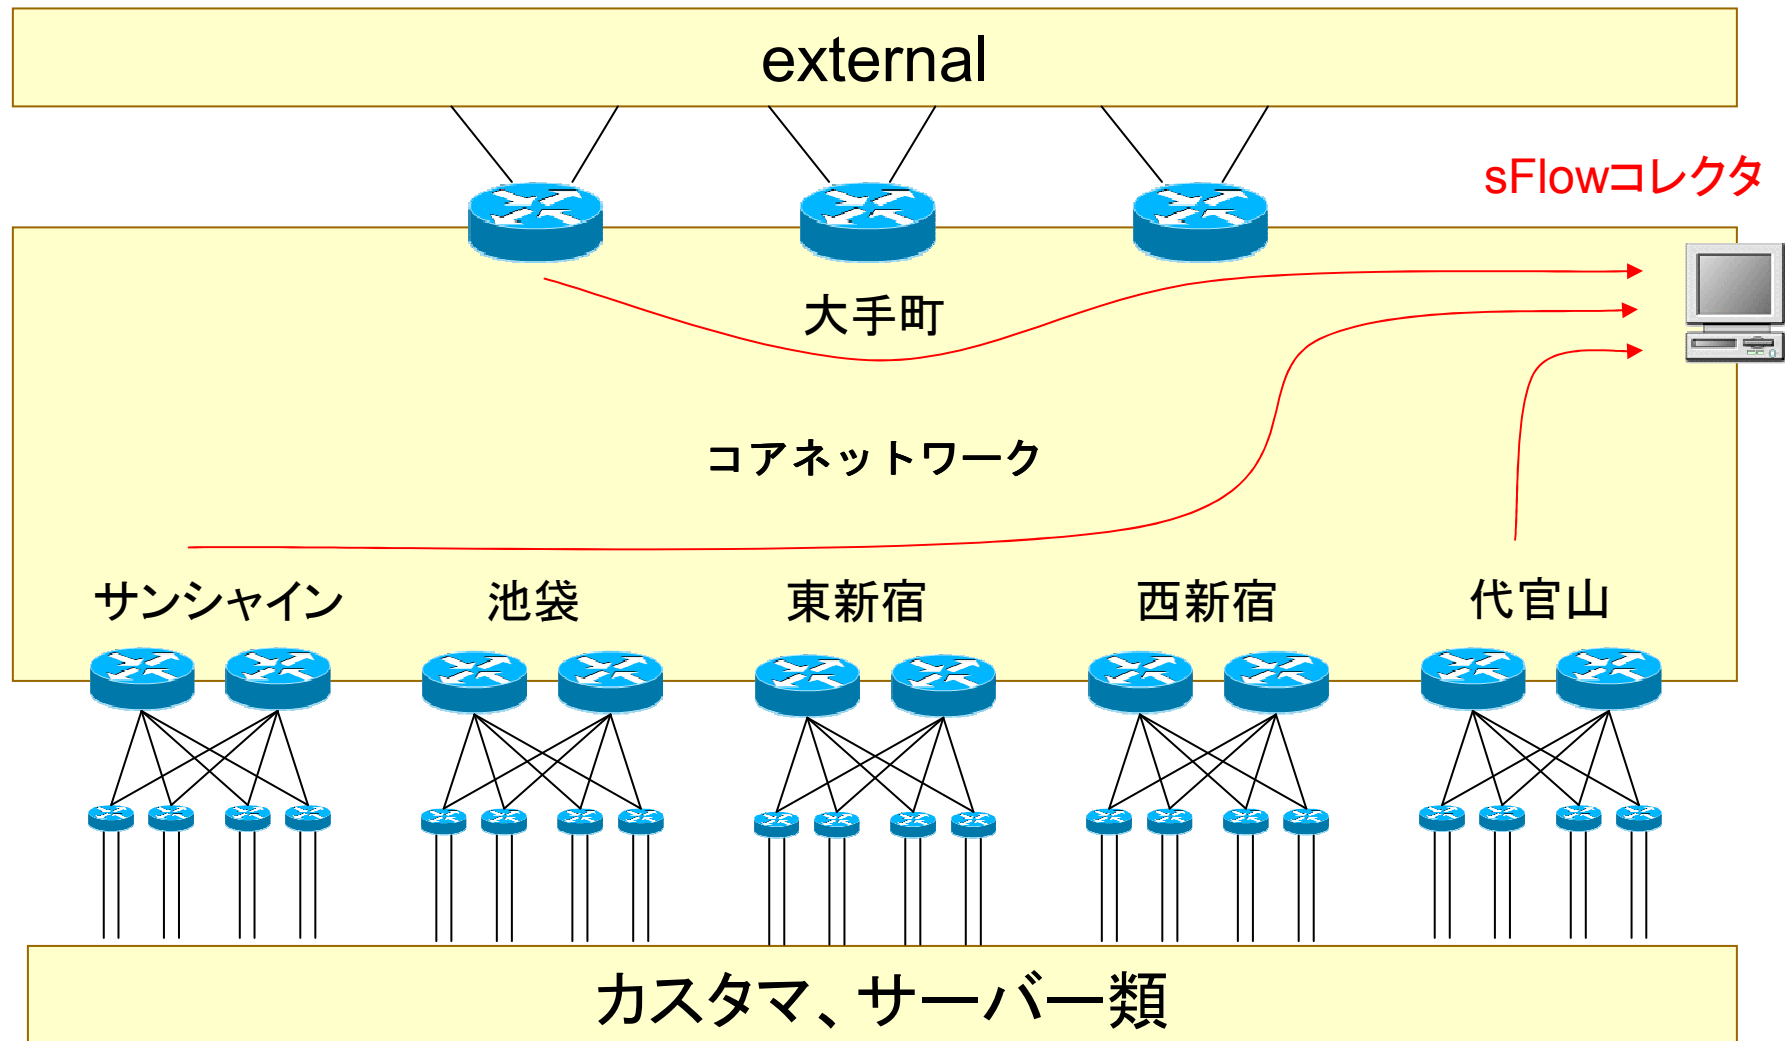 external
sFlowコレクタ
大手町
コアネットワーク
サンシャイン
池袋
東新宿
西新宿
代官山
カスタマ、サーバー類